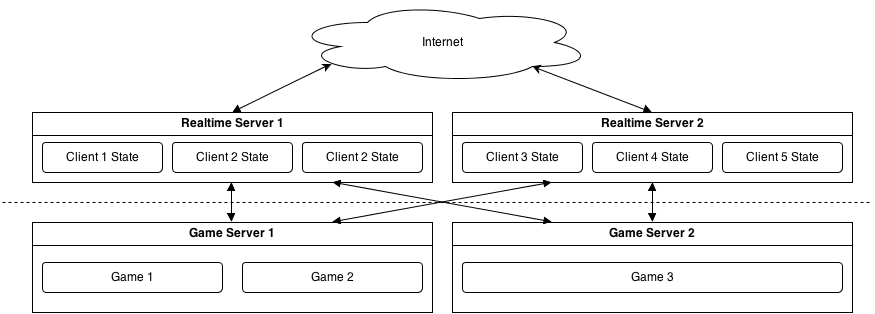 Internet
Realtime Server 1
Realtime Server 2
Client 1 State
Client 2 State
Client 2 State
Client 3 State
Client 4 State
Client 5 State
Game Server 1
Game Server 2
Game 1
Game 2
Game 3